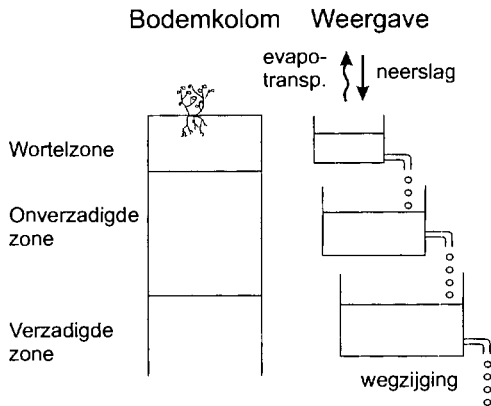 Bodemkolom
Weergave
evapo-
transp.
neerslag
Wortelzone
Onverzadigde
zone
Verzadigde
zone
wegzijging